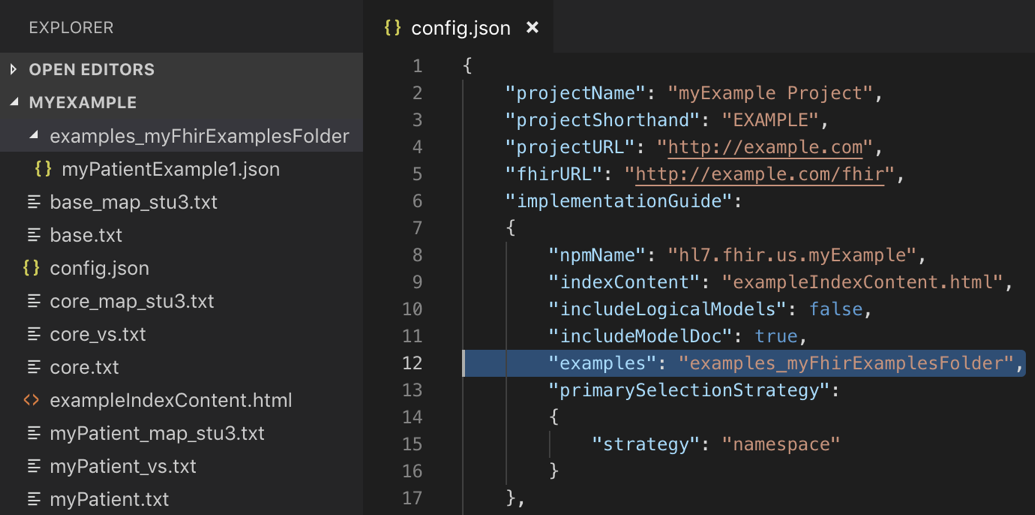 EXPLORER
OPEN EDITORS
MYEXAMPLE
examples_myFhirExamplesFolder
{} myPatientExample1.json
base_map_stu3.txt
base.txt
{} config.json
core_map_stu3.txt
core_vs.txt
core.txt
<> exampleIndexContent.html
myPatient_map_stu3.txt
myPatient_vs.txt
myPatient.txt
{} config.json ×
1 {
2 "projectName": "myExample Project",
3 "projectShorthand": "EXAMPLE",
4 "projectURL": "http://example.com",
5 "fhirURL": "http://example.com/fhir",
6 "implementationGuide":
7 {
8 "npmName": "hl7.fhir.us.myExample",
9 "indexContent": "exampleIndexContent.html",
10 "includeLogicalModels": false,
11 "includeModelDoc": true,
12 "examples": "examples_myFhirExamplesFolder",
13 "primarySelectionStrategy":
14 {
15 "strategy": "namespace"
16 }
17 },